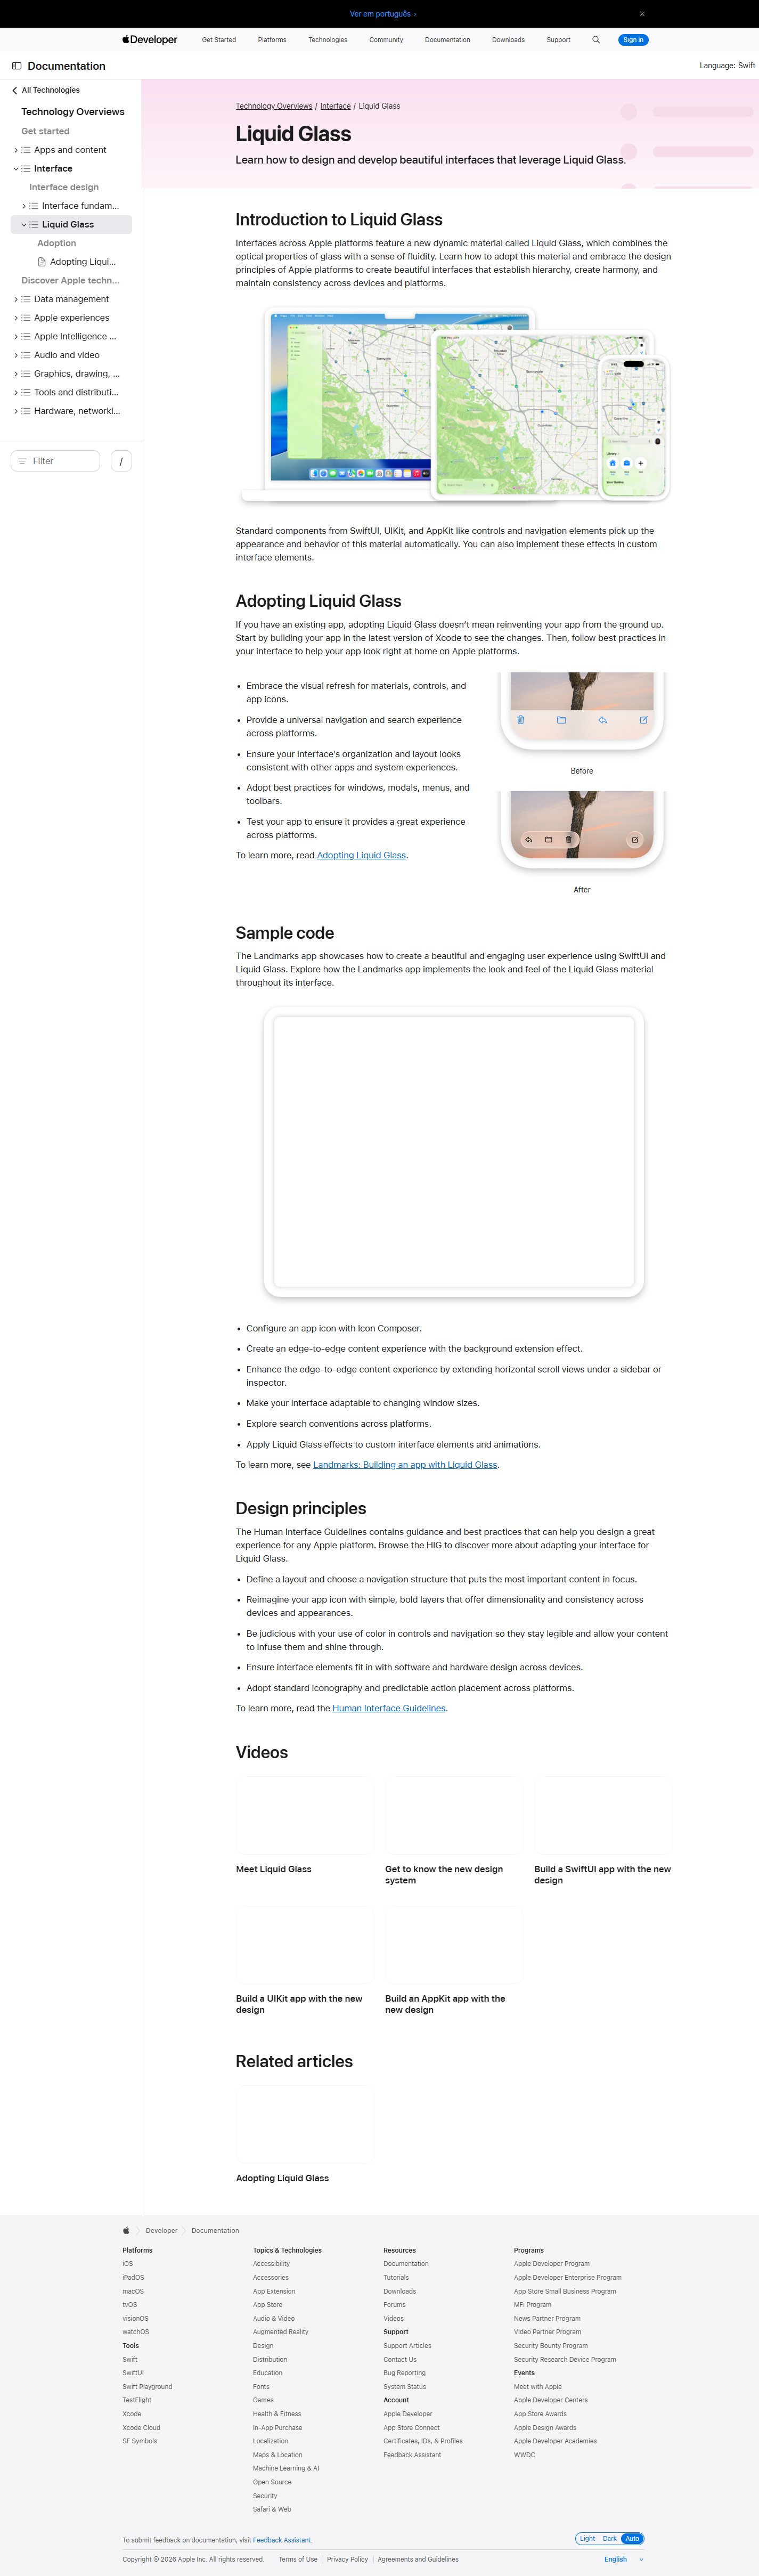 Ver em português ›
Developer
Get Started
Platforms
Technologies
Community
Documentation
Downloads
Support
Sign in
Documentation
Language: Swift
All Technologies
Technology Overviews
Get started
Apps and content
Interface
Interface design
Interface fundam...
Liquid Glass
Adoption
Adopting Liqui...
Discover Apple techn...
Data management
Apple experiences
Apple Intelligence ...
Audio and video
Graphics, drawing, ...
Tools and distributi...
Hardware, networki...
Filter
/
Technology Overviews / Interface / Liquid Glass
Liquid Glass
Learn how to design and develop beautiful interfaces that leverage Liquid Glass.
Introduction to Liquid Glass
Interfaces across Apple platforms feature a new dynamic material called Liquid Glass, which combines the
optical properties of glass with a sense of fluidity. Learn how to adopt this material and embrace the design
principles of Apple platforms to create beautiful interfaces that establish hierarchy, create harmony, and
maintain consistency across devices and platforms.
Standard components from SwiftUI, UIKit, and AppKit like controls and navigation elements pick up the
appearance and behavior of this material automatically. You can also implement these effects in custom
interface elements.
Adopting Liquid Glass
If you have an existing app, adopting Liquid Glass doesn’t mean reinventing your app from the ground up.
Start by building your app in the latest version of Xcode to see the changes. Then, follow best practices in
your interface to help your app look right at home on Apple platforms.
• Embrace the visual refresh for materials, controls, and
app icons.
• Provide a universal navigation and search experience
across platforms.
• Ensure your interface’s organization and layout looks
consistent with other apps and system experiences.
• Adopt best practices for windows, modals, menus, and
toolbars.
• Test your app to ensure it provides a great experience
across platforms.
To learn more, read Adopting Liquid Glass.
Before
After
Sample code
The Landmarks app showcases how to create a beautiful and engaging user experience using SwiftUI and
Liquid Glass. Explore how the Landmarks app implements the look and feel of the Liquid Glass material
throughout its interface.
• Configure an app icon with Icon Composer.
• Create an edge-to-edge content experience with the background extension effect.
• Enhance the edge-to-edge content experience by extending horizontal scroll views under a sidebar or
inspector.
• Make your interface adaptable to changing window sizes.
• Explore search conventions across platforms.
• Apply Liquid Glass effects to custom interface elements and animations.
To learn more, see Landmarks: Building an app with Liquid Glass.
Design principles
The Human Interface Guidelines contains guidance and best practices that can help you design a great
experience for any Apple platform. Browse the HIG to discover more about adapting your interface for
Liquid Glass.
• Define a layout and choose a navigation structure that puts the most important content in focus.
• Reimagine your app icon with simple, bold layers that offer dimensionality and consistency across
devices and appearances.
• Be judicious with your use of color in controls and navigation so they stay legible and allow your content
to infuse them and shine through.
• Ensure interface elements fit in with software and hardware design across devices.
• Adopt standard iconography and predictable action placement across platforms.
To learn more, read the Human Interface Guidelines.
Videos
Meet Liquid Glass
Get to know the new design
system
Build a SwiftUI app with the new
design
Build a UIKit app with the new
design
Build an AppKit app with the
new design
Related articles
Adopting Liquid Glass
Developer
Documentation
Platforms
iOS
iPadOS
macOS
tvOS
visionOS
watchOS
Tools
Swift
SwiftUI
Swift Playground
TestFlight
Xcode
Xcode Cloud
SF Symbols
Topics & Technologies
Accessibility
Accessories
App Extension
App Store
Audio & Video
Augmented Reality
Design
Distribution
Education
Fonts
Games
Health & Fitness
In-App Purchase
Localization
Maps & Location
Machine Learning & AI
Open Source
Security
Safari & Web
Resources
Documentation
Tutorials
Downloads
Forums
Videos
Support
Support Articles
Contact Us
Bug Reporting
System Status
Account
Apple Developer
App Store Connect
Certificates, IDs, & Profiles
Feedback Assistant
Programs
Apple Developer Program
Apple Developer Enterprise Program
App Store Small Business Program
MFi Program
News Partner Program
Video Partner Program
Security Bounty Program
Security Research Device Program
Events
Meet with Apple
Apple Developer Centers
App Store Awards
Apple Design Awards
Apple Developer Academies
WWDC
To submit feedback on documentation, visit Feedback Assistant.
Light
Dark
Auto
Copyright © 2026 Apple Inc. All rights reserved.
Terms of Use
Privacy Policy
Agreements and Guidelines
English